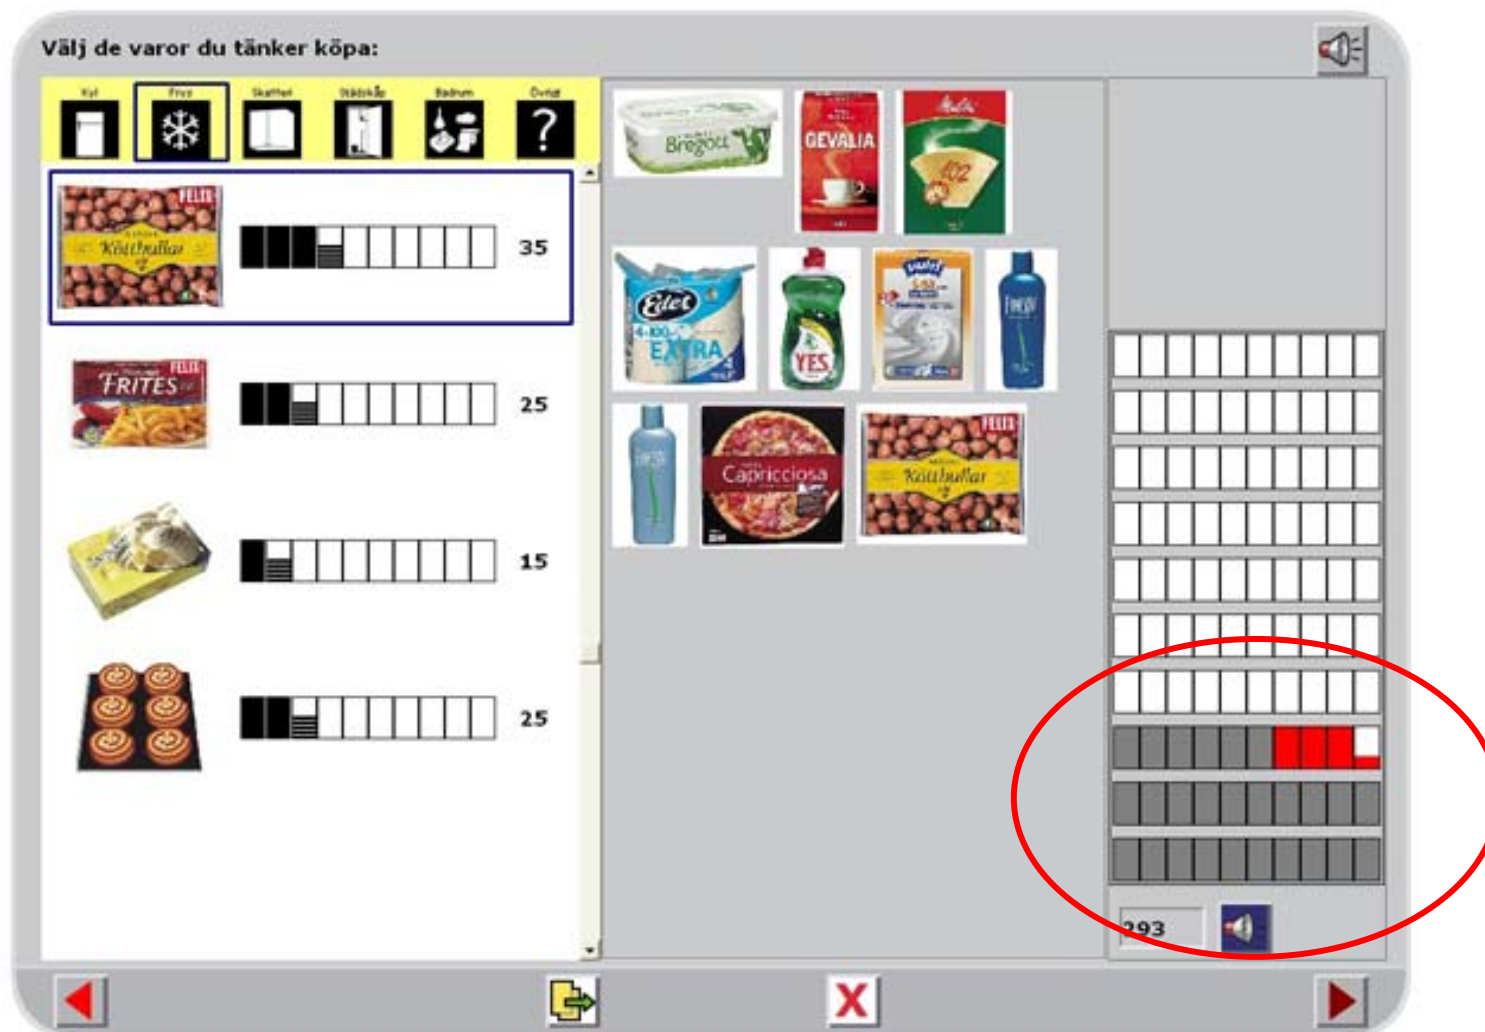 Välj de varor du tänker köpa:
Kyl Frys Skafferi Städskåp Badrum Övrigt
FELIX
Köttbullar
35
FELIX
FRITES
25
15
25
Bregott
GEVALIA
Melitta
102
Edet
EXTRA
YES
Swirl
Capricciosa
FELIX
Köttbullar
293